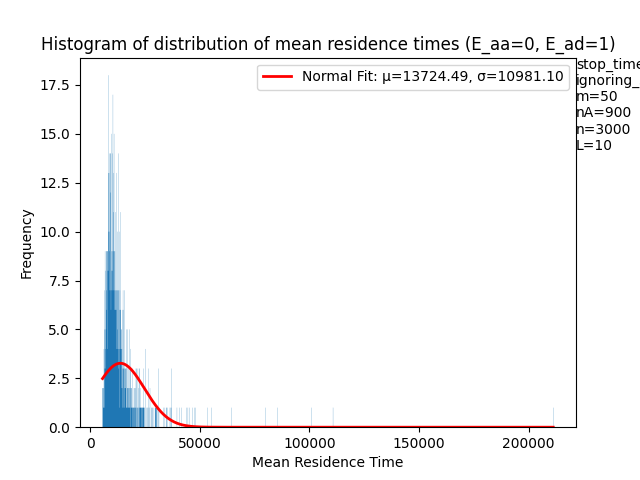 Histogram of distribution of mean residence times (E_aa=0, E_ad=1)
Normal Fit: μ=13724.49, σ=10981.10
stop_time
ignoring_
m=50
nA=900
n=3000
L=10
Frequency
17.5
15.0
12.5
10.0
7.5
5.0
2.5
0.0
0
50000
100000
150000
200000
Mean Residence Time